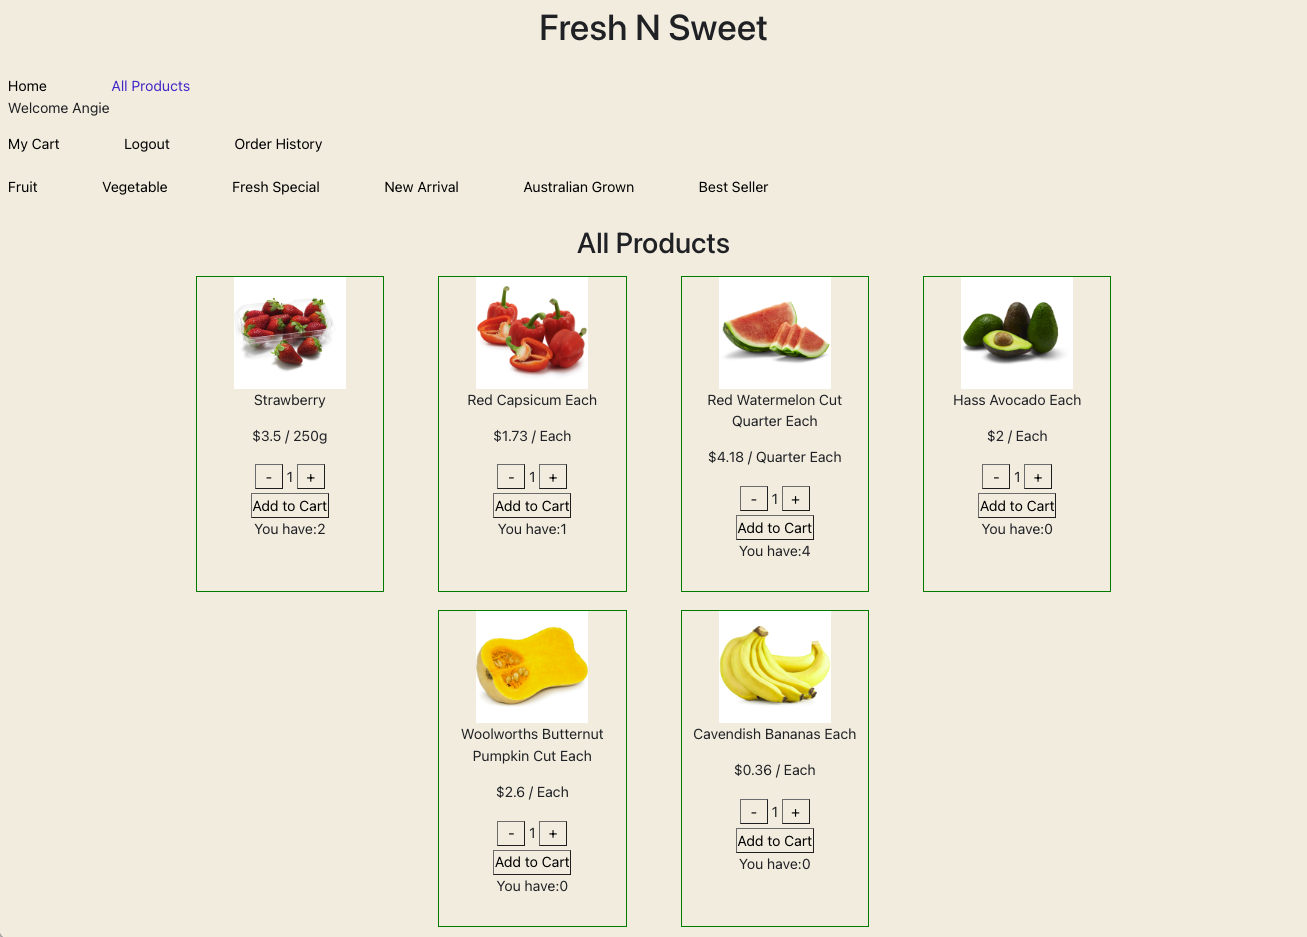 Fresh N Sweet
Home All Products
Welcome Angie
My Cart Logout Order History
Fruit Vegetable Fresh Special New Arrival Australian Grown Best Seller
All Products
Strawberry
$3.5 / 250g
- 1 +
Add to Cart
You have:2
Red Capsicum Each
$1.73 / Each
- 1 +
Add to Cart
You have:1
Red Watermelon Cut
Quarter Each
$4.18 / Quarter Each
- 1 +
Add to Cart
You have:4
Hass Avocado Each
$2 / Each
- 1 +
Add to Cart
You have:0
Woolworths Butternut
Pumpkin Cut Each
$2.6 / Each
- 1 +
Add to Cart
You have:0
Cavendish Bananas Each
$0.36 / Each
- 1 +
Add to Cart
You have:0